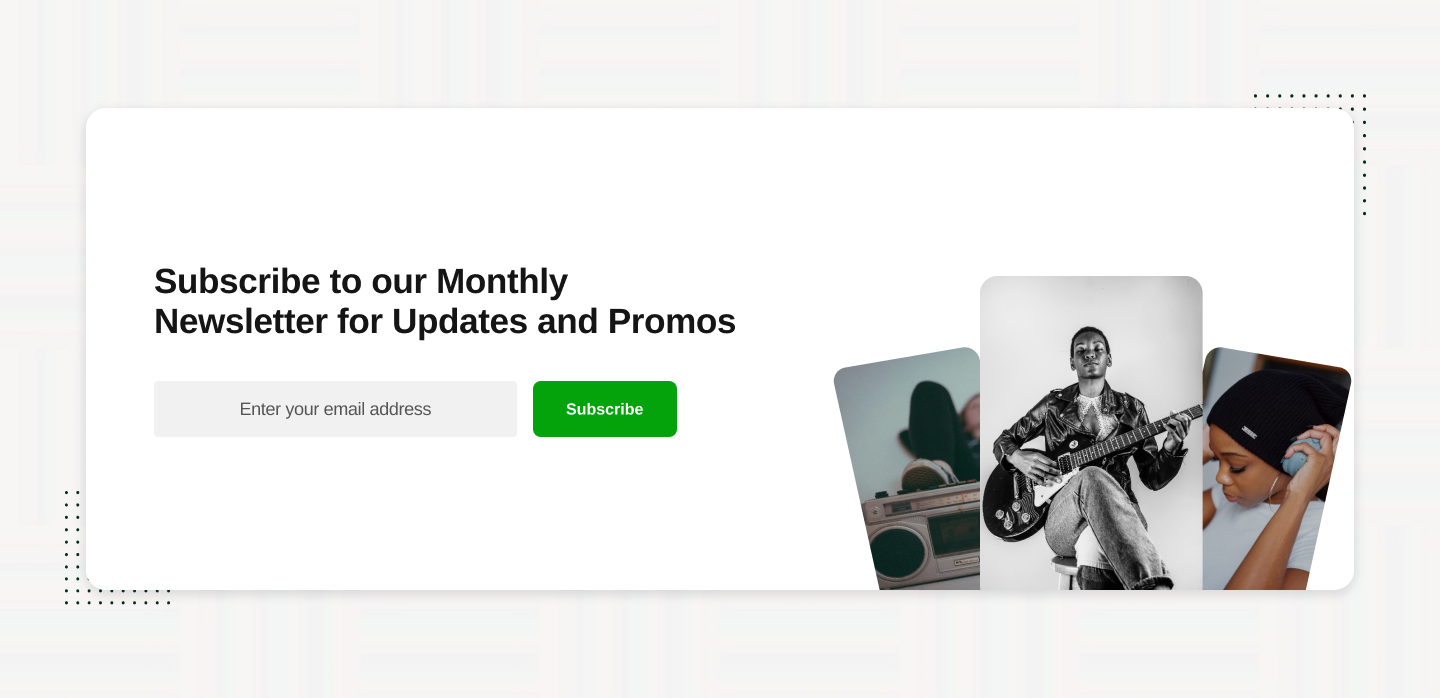 Subscribe to our Monthly
Newsletter for Updates and Promos
Enter your email address
Subscribe